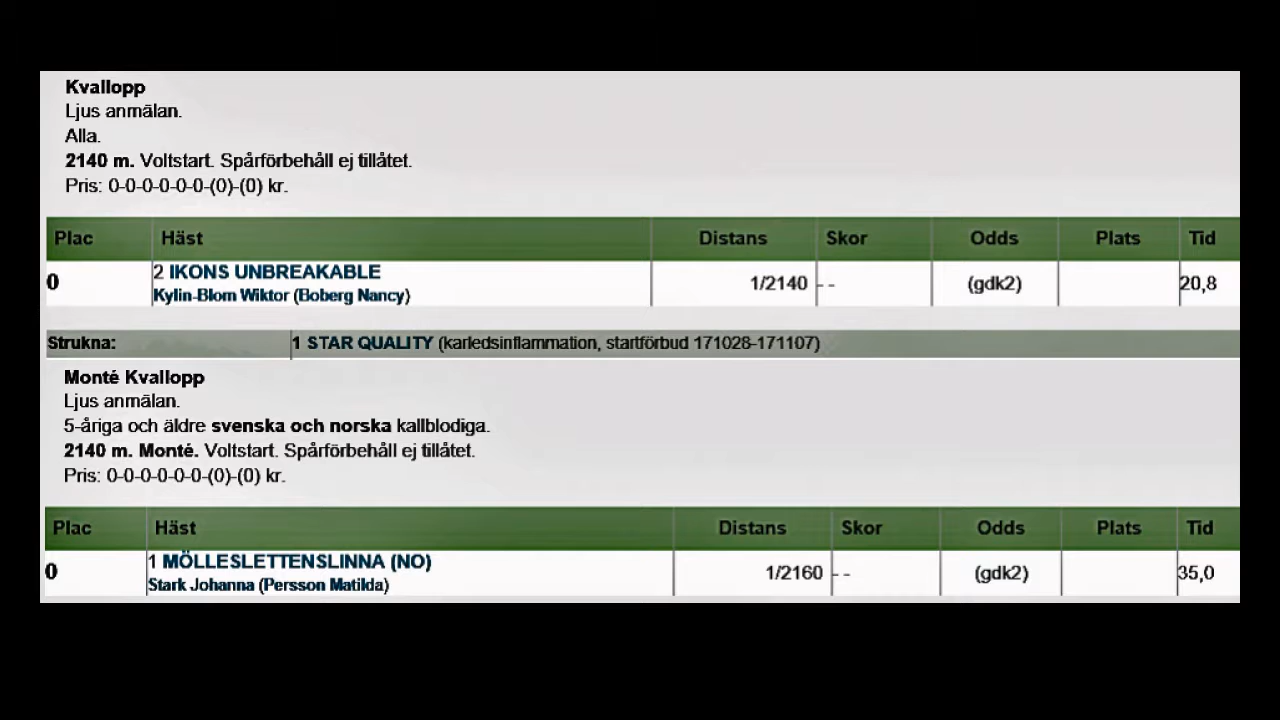 Kvallopp
Ljus anmälan.
Alla.
2140 m. Voltstart. Spårförbehåll ej tillåtet.
Pris: 0-0-0-0-0-0-(0)-(0) kr.
Plac Häst Distans Skor Odds Plats Tid
0 2 IKONS UNBREAKABLE 1/2140 - - (gdk2) 20,8
Kylin-Blom Wiktor (Boberg Nancy)
Strukna: 1 STAR QUALITY (karledsinflammation, startförbud 171028-171107)
Monté Kvallopp
Ljus anmälan.
5-åriga och äldre svenska och norska kallblodiga.
2140 m. Monté. Voltstart. Spårförbehåll ej tillåtet.
Pris: 0-0-0-0-0-0-(0)-(0) kr.
Plac Häst Distans Skor Odds Plats Tid
0 1 MÖLLESLETTENSLINNA (NO) 1/2160 - - (gdk2) 35,0
Stark Johanna (Persson Matilda)